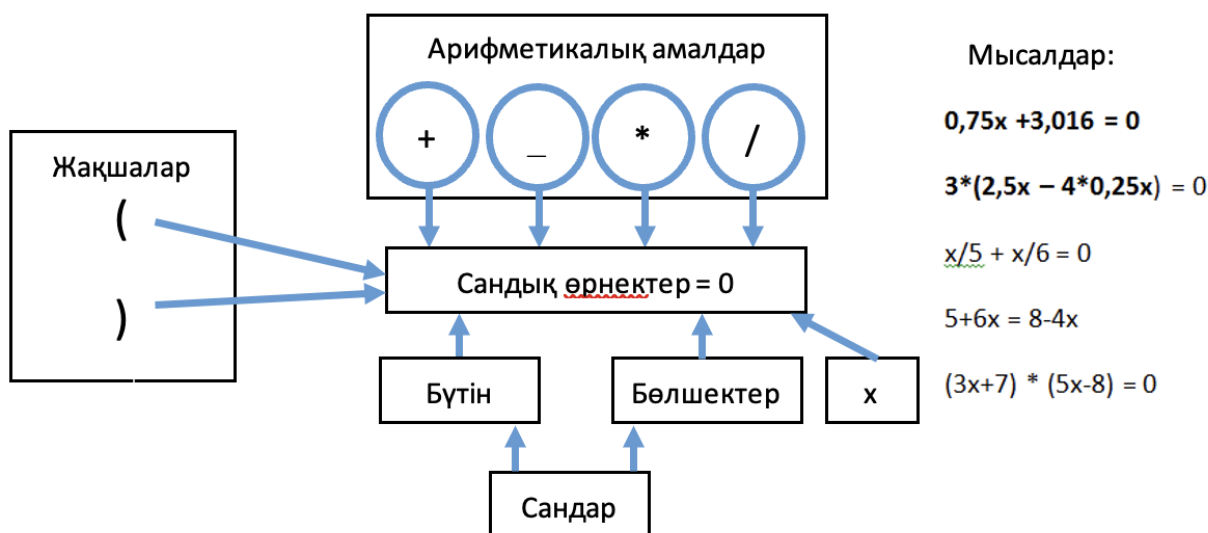 Арифметикалық амалдар
+ _ * /
Жақшалар
(
)
Сандық өрнектер = 0
Бүтін
Бөлшектер
x
Сандар
Мысалдар:
0,75x +3,016 = 0
3*(2,5x – 4*0,25x) = 0
x/5 + x/6 = 0
5+6x = 8-4x
(3x+7) * (5x-8) = 0